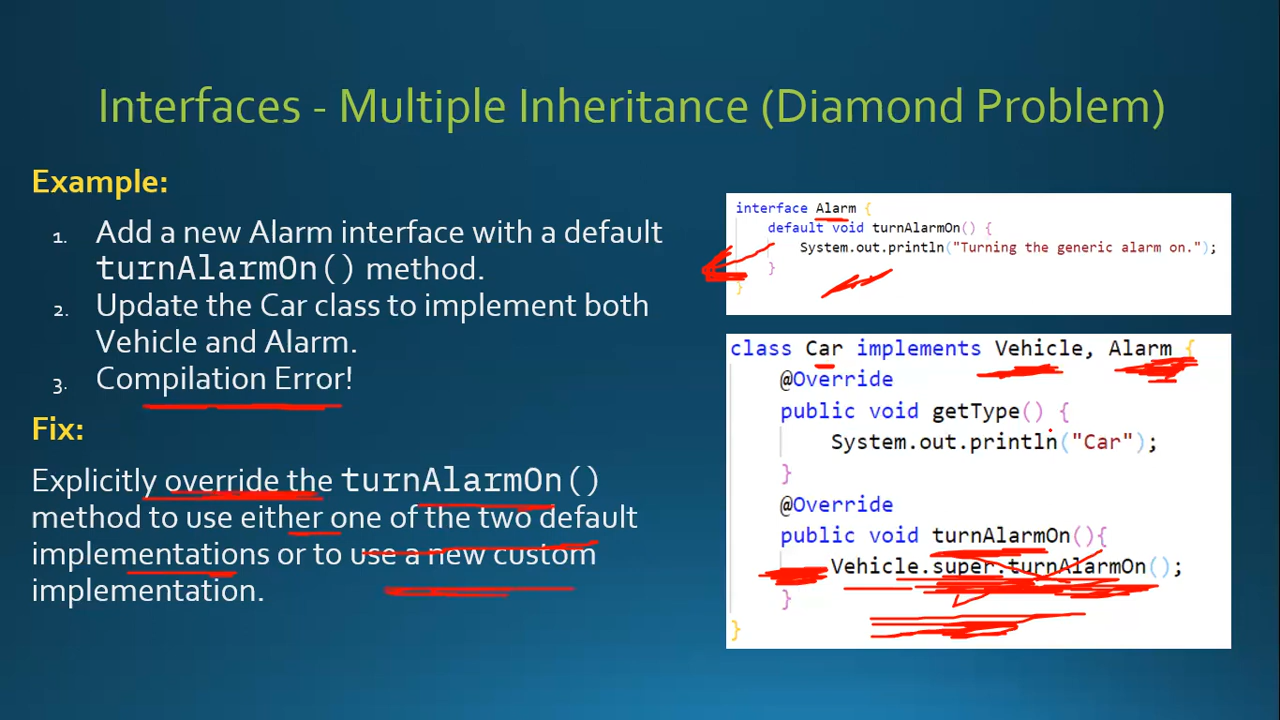 Interfaces - Multiple Inheritance (Diamond Problem)
Example:
1. Add a new Alarm interface with a default
turnAlarmOn() method.
2. Update the Car class to implement both
Vehicle and Alarm.
3. Compilation Error!
Fix:
Explicitly override the turnAlarmOn()
method to use either one of the two default
implementations or to use a new custom
implementation.
interface Alarm {
default void turnAlarmOn() {
System.out.println("Turning the generic alarm on.");
}
}
class Car implements Vehicle, Alarm {
@Override
public void getType() {
System.out.println("Car");
}
@Override
public void turnAlarmOn(){
Vehicle.super.turnAlarmOn();
}
}